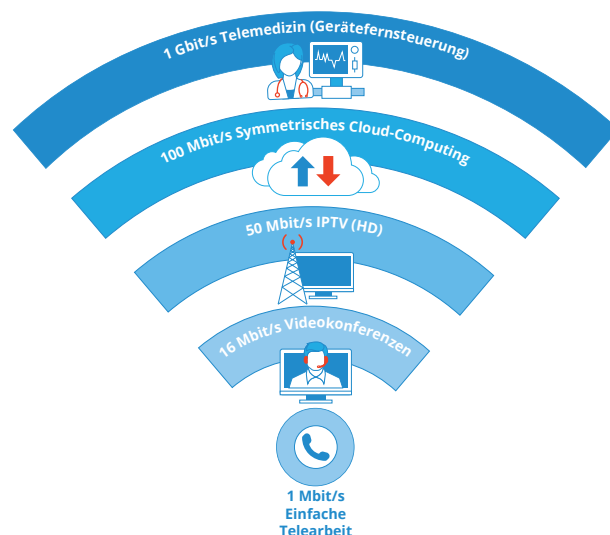 1 Gbit/s Telemedizin (Gerätefernsteuerung)
100 Mbit/s Symmetrisches Cloud-Computing
50 Mbit/s IPTV (HD)
16 Mbit/s Videokonferenzen
1 Mbit/s
Einfache
Telearbeit